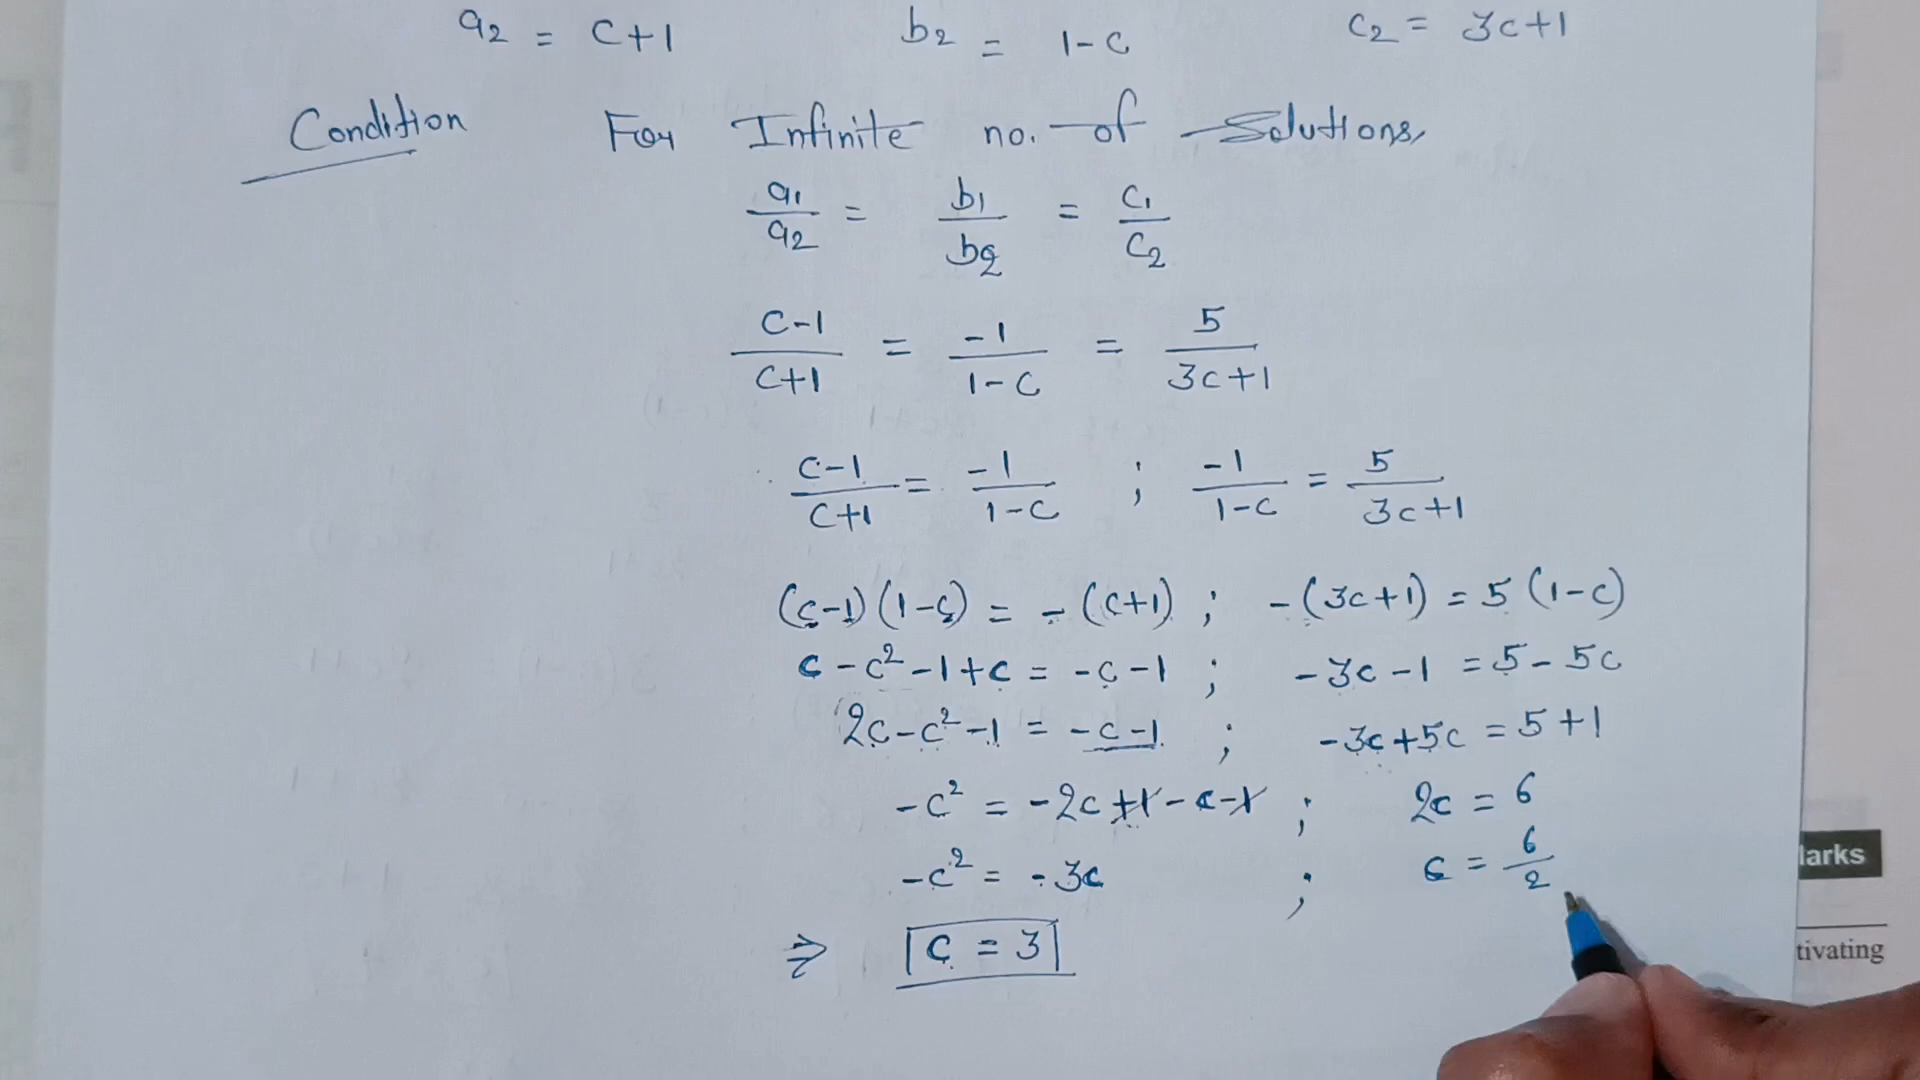 a2 = c+1 b2 = 1-c c2 = 3c+1
Condition For Infinite no. of Solutions,
a1/a2 = b1/b2 = c1/c2
c-1/c+1 = -1/1-c = 5/3c+1
c-1/c+1 = -1/1-c ; -1/1-c = 5/3c+1
(c-1)(1-c) = -(c+1) ; -(3c+1) = 5(1-c)
c - c² - 1 + c = -c - 1 ; -3c - 1 = 5 - 5c
2c - c² - 1 = -c - 1 ; -3c + 5c = 5 + 1
-c² = -2c + 1 - c - 1 ; 2c = 6
-c² = -3c ; c = 6/2
⇒ c = 3
larks
tivating